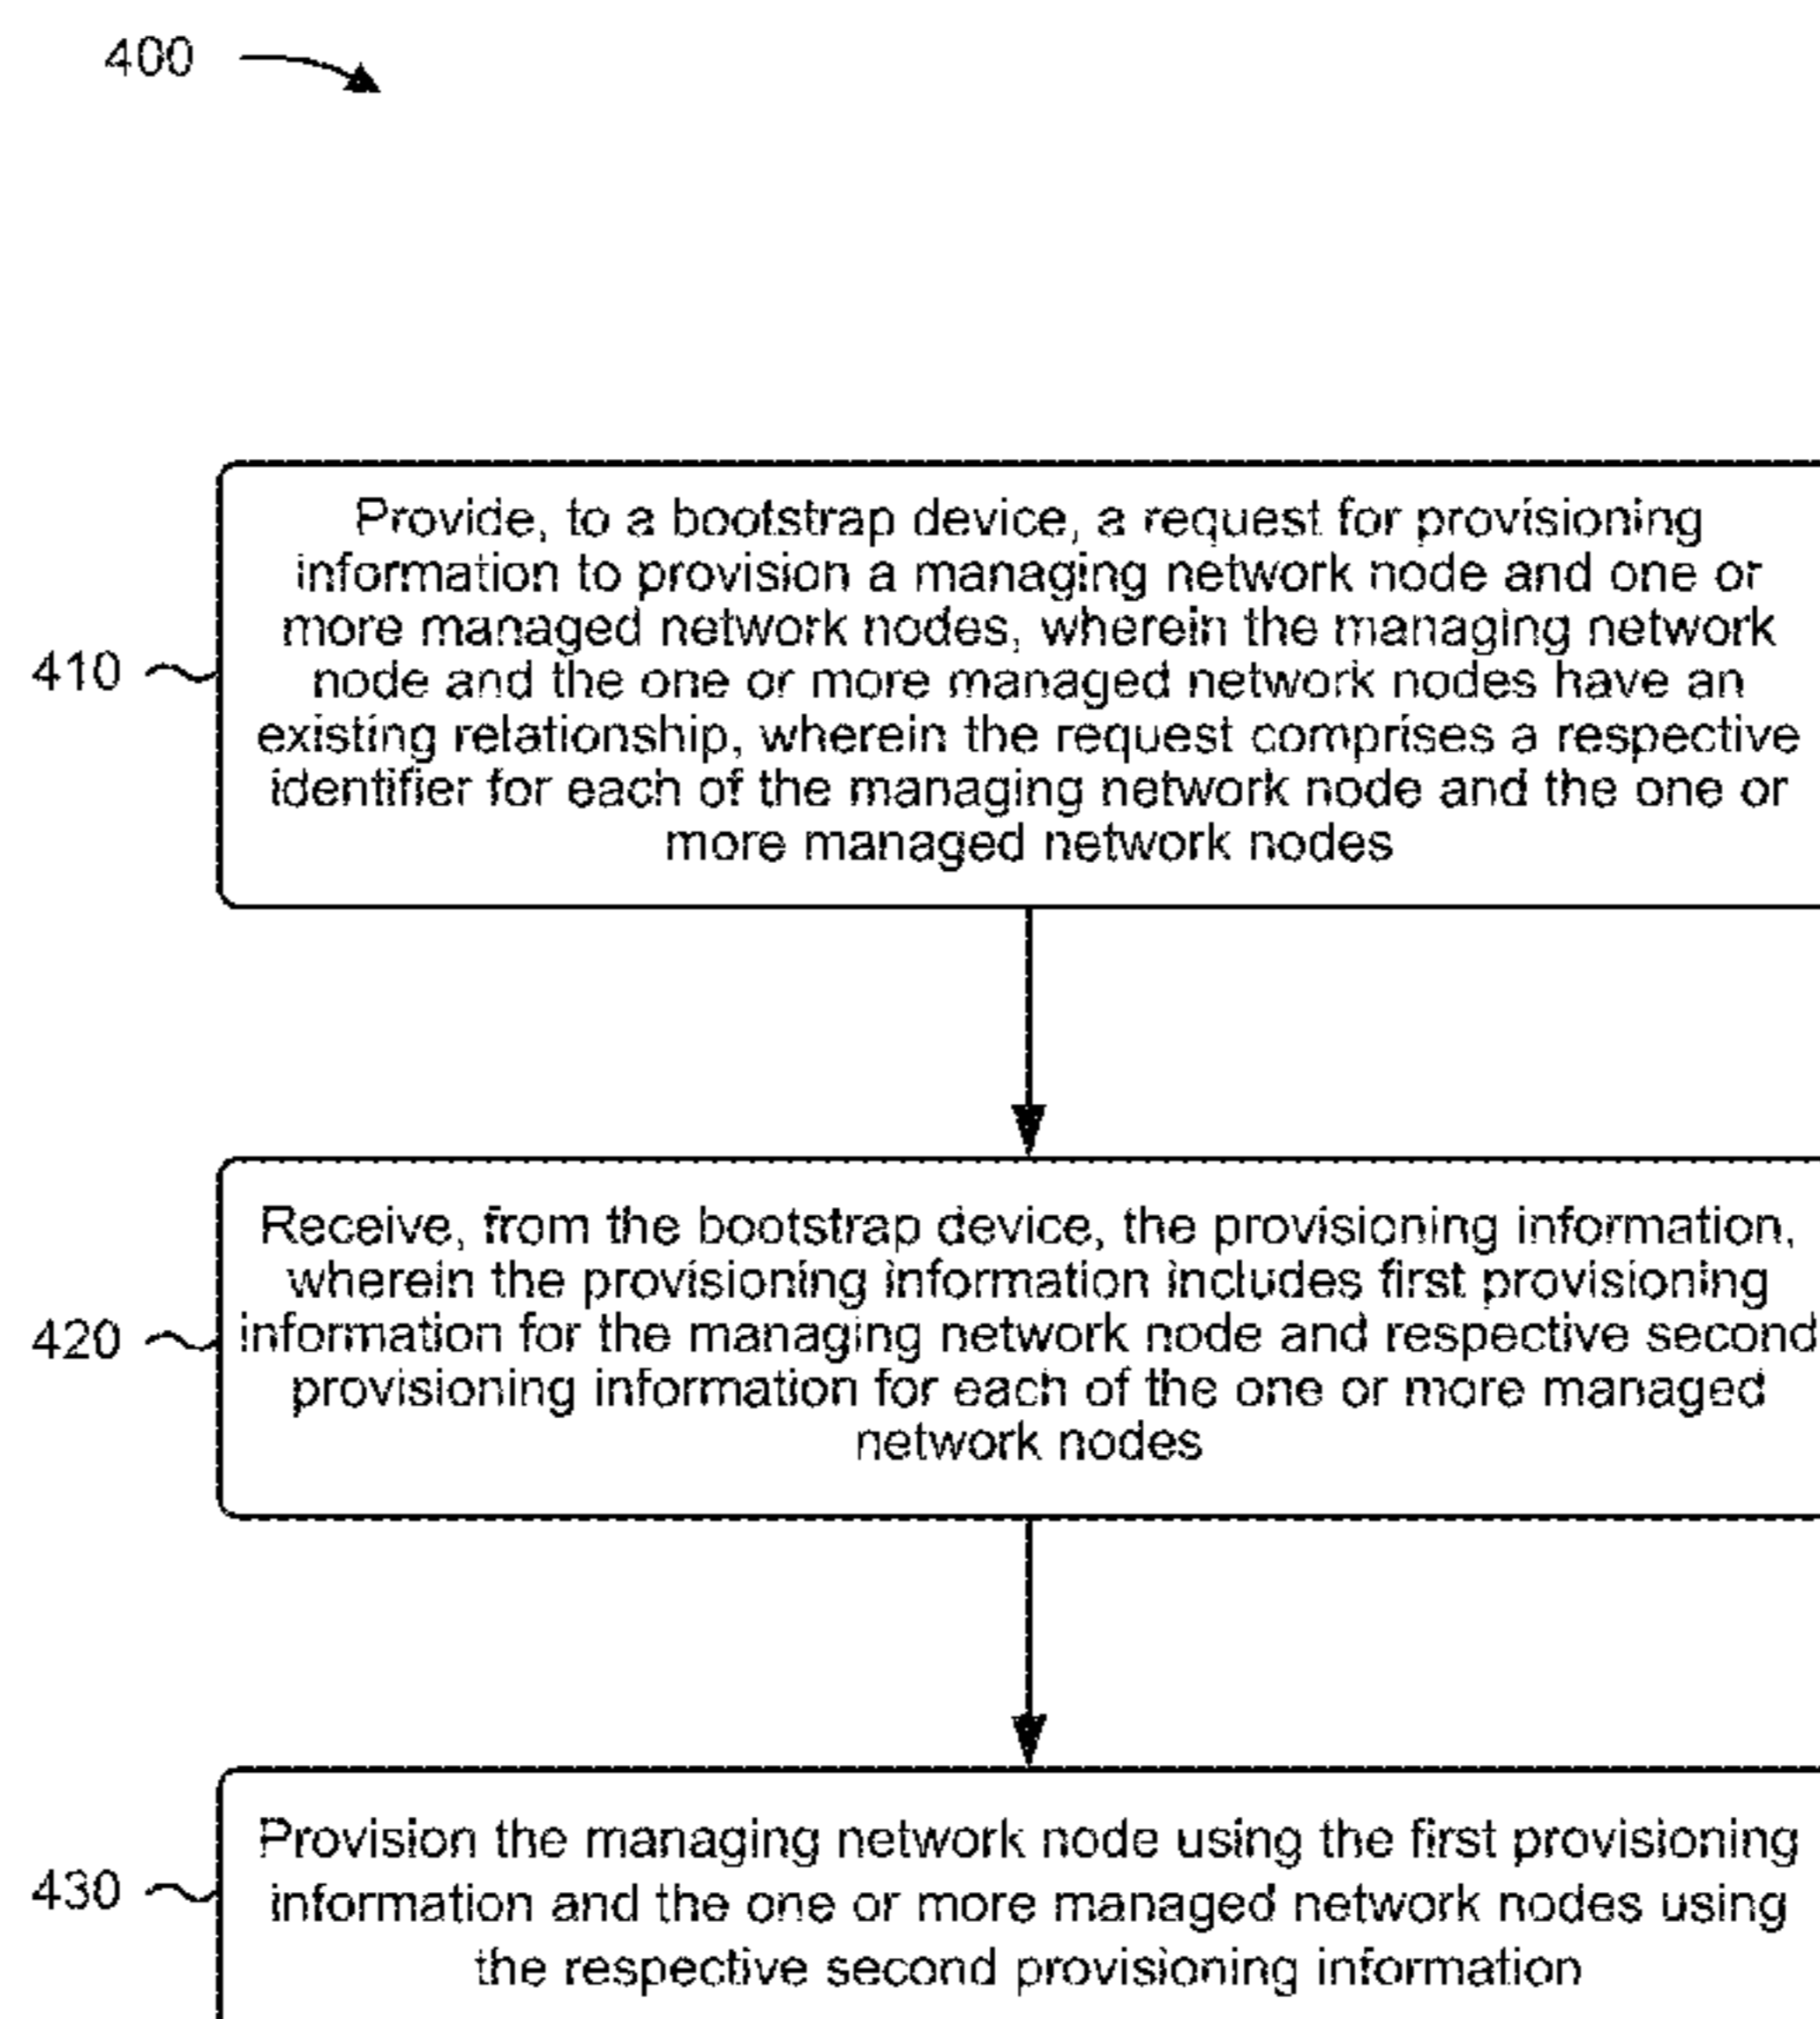 400
Provide, to a bootstrap device, a request for provisioning
information to provision a managing network node and one or
more managed network nodes, wherein the managing network
410
node and the one or more managed network nodes have an
existing relationship, wherein the request comprises a respective
identifier for each of the managing network node and the one or
more managed network nodes
Receive, from the bootstrap device, the provisioning information,
wherein the provisioning information includes first provisioning
420
information for the managing network node and respective second
provisioning information for each of the one or more managed
network nodes
Provision the managing network node using the first provisioning
430
information and the one or more managed network nodes using
the respective second provisioning information